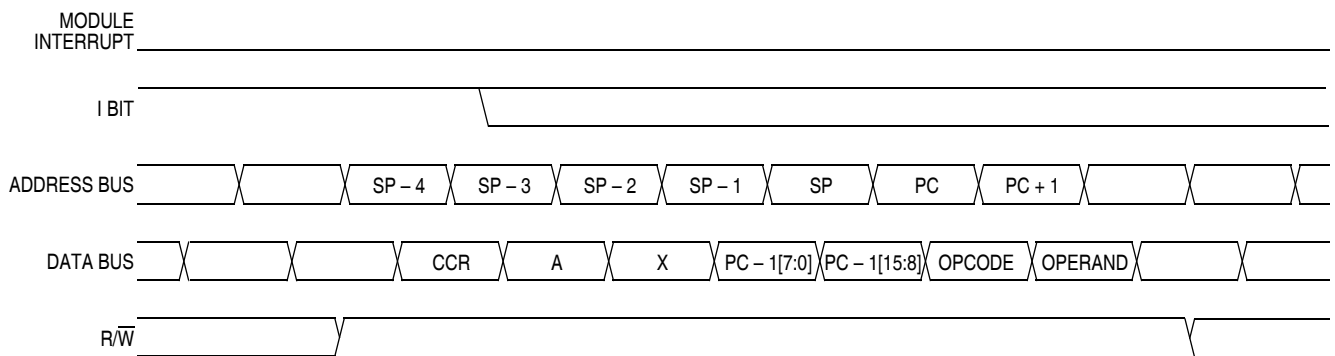 MODULE
INTERRUPT
I BIT
ADDRESS BUS SP – 4 SP – 3 SP – 2 SP – 1 SP PC PC + 1
DATA BUS CCR A X PC – 1[7:0] PC – 1[15:8] OPCODE OPERAND
R/W̅